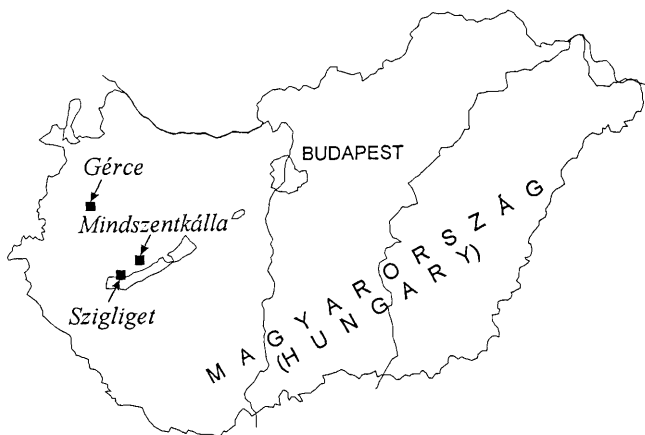 BUDAPEST
Gérce
Mindszentkálla
Szigliget
MAGYARORSZÁG
(HUNGARY)